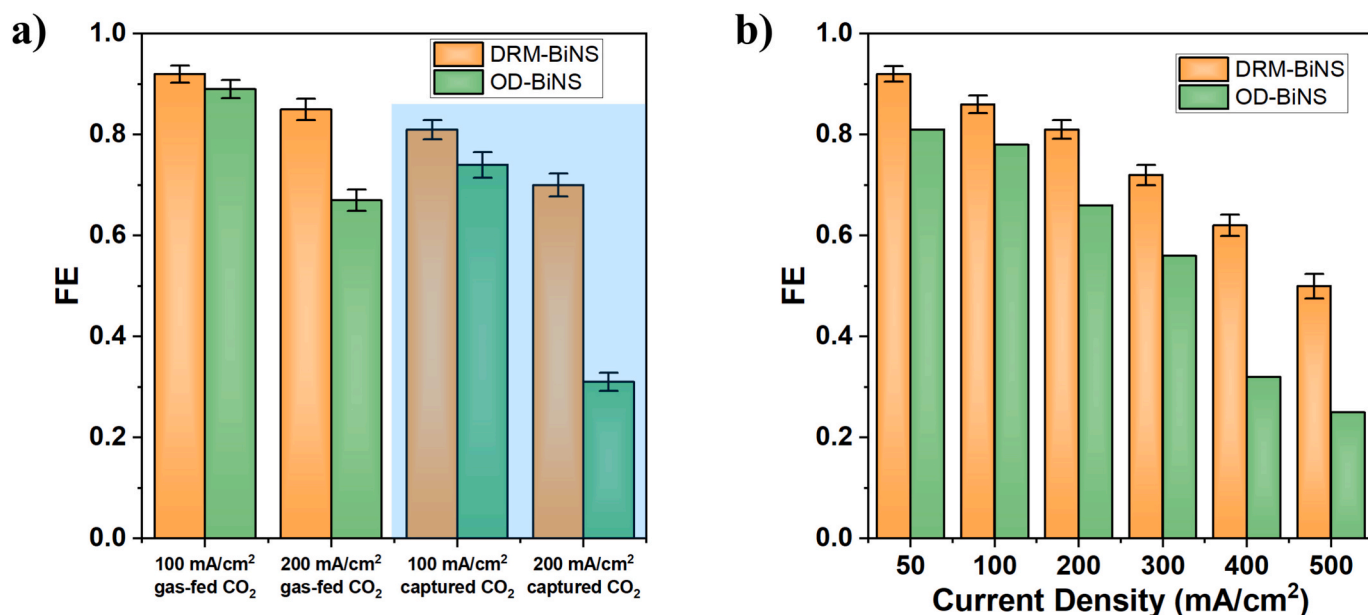 a)
FE
1.0
0.8
0.6
0.4
0.2
0.0
DRM-BiNS
OD-BiNS
100 mA/cm²
gas-fed CO₂
200 mA/cm²
gas-fed CO₂
100 mA/cm²
captured CO₂
200 mA/cm²
captured CO₂
b)
FE
1.0
0.8
0.6
0.4
0.2
0.0
DRM-BiNS
OD-BiNS
50 100 200 300 400 500
Current Density (mA/cm²)